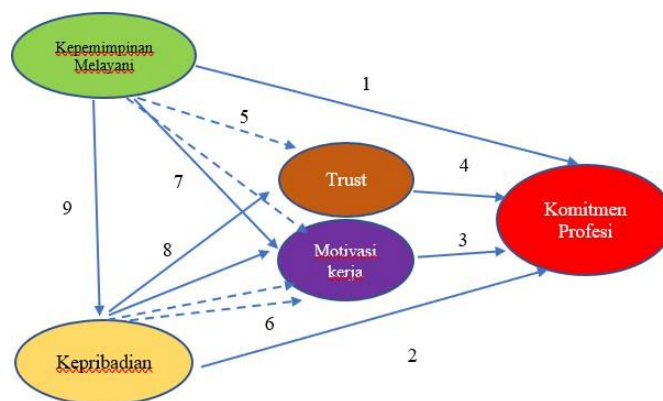 Kepemimpinan
Melayani
1
5
Trust
4
7
Komitmen
Profesi
9
8
Motivasi
kerja
3
6
Kepribadian
2